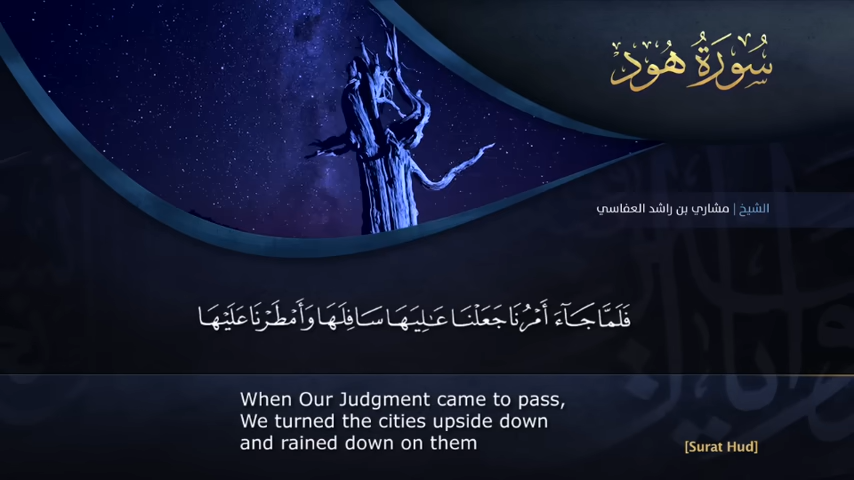 سُورَةُ هُود
الشيخ | مشاري بن راشد العفاسي
فَلَمَّا جَآءَ أَمْرُنَا جَعَلْنَا عَٰلِيَهَا سَافِلَهَا وَأَمْطَرْنَا عَلَيْهَا
When Our Judgment came to pass,
We turned the cities upside down
and rained down on them
[Surat Hud]